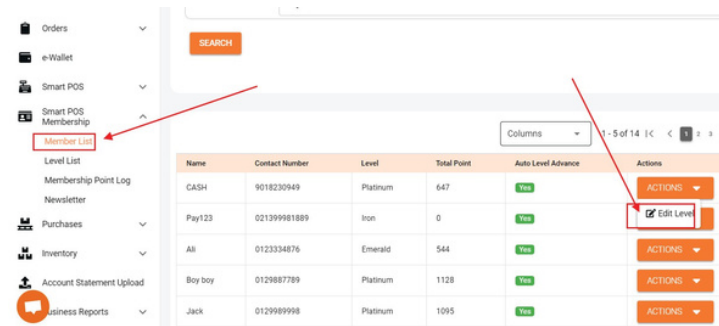 Orders
e-Wallet
Smart POS
Smart POS
Membership
Member List
Level List
Membership Point Log
Newsletter
Purchases
Inventory
Account Statement Upload
usiness Reports
SEARCH
Columns 1 - 5 of 14 1 2 3
Name Contact Number Level Total Point Auto Level Advance Actions
CASH 9018230949 Platinum 647 Yes ACTIONS
Pay123 021399981889 Iron 0 Yes Edit Level
Ali 0123334876 Emerald 544 Yes ACTIONS
Boy boy 0129887789 Platinum 1128 Yes ACTIONS
Jack 0129989998 Platinum 1095 Yes ACTIONS